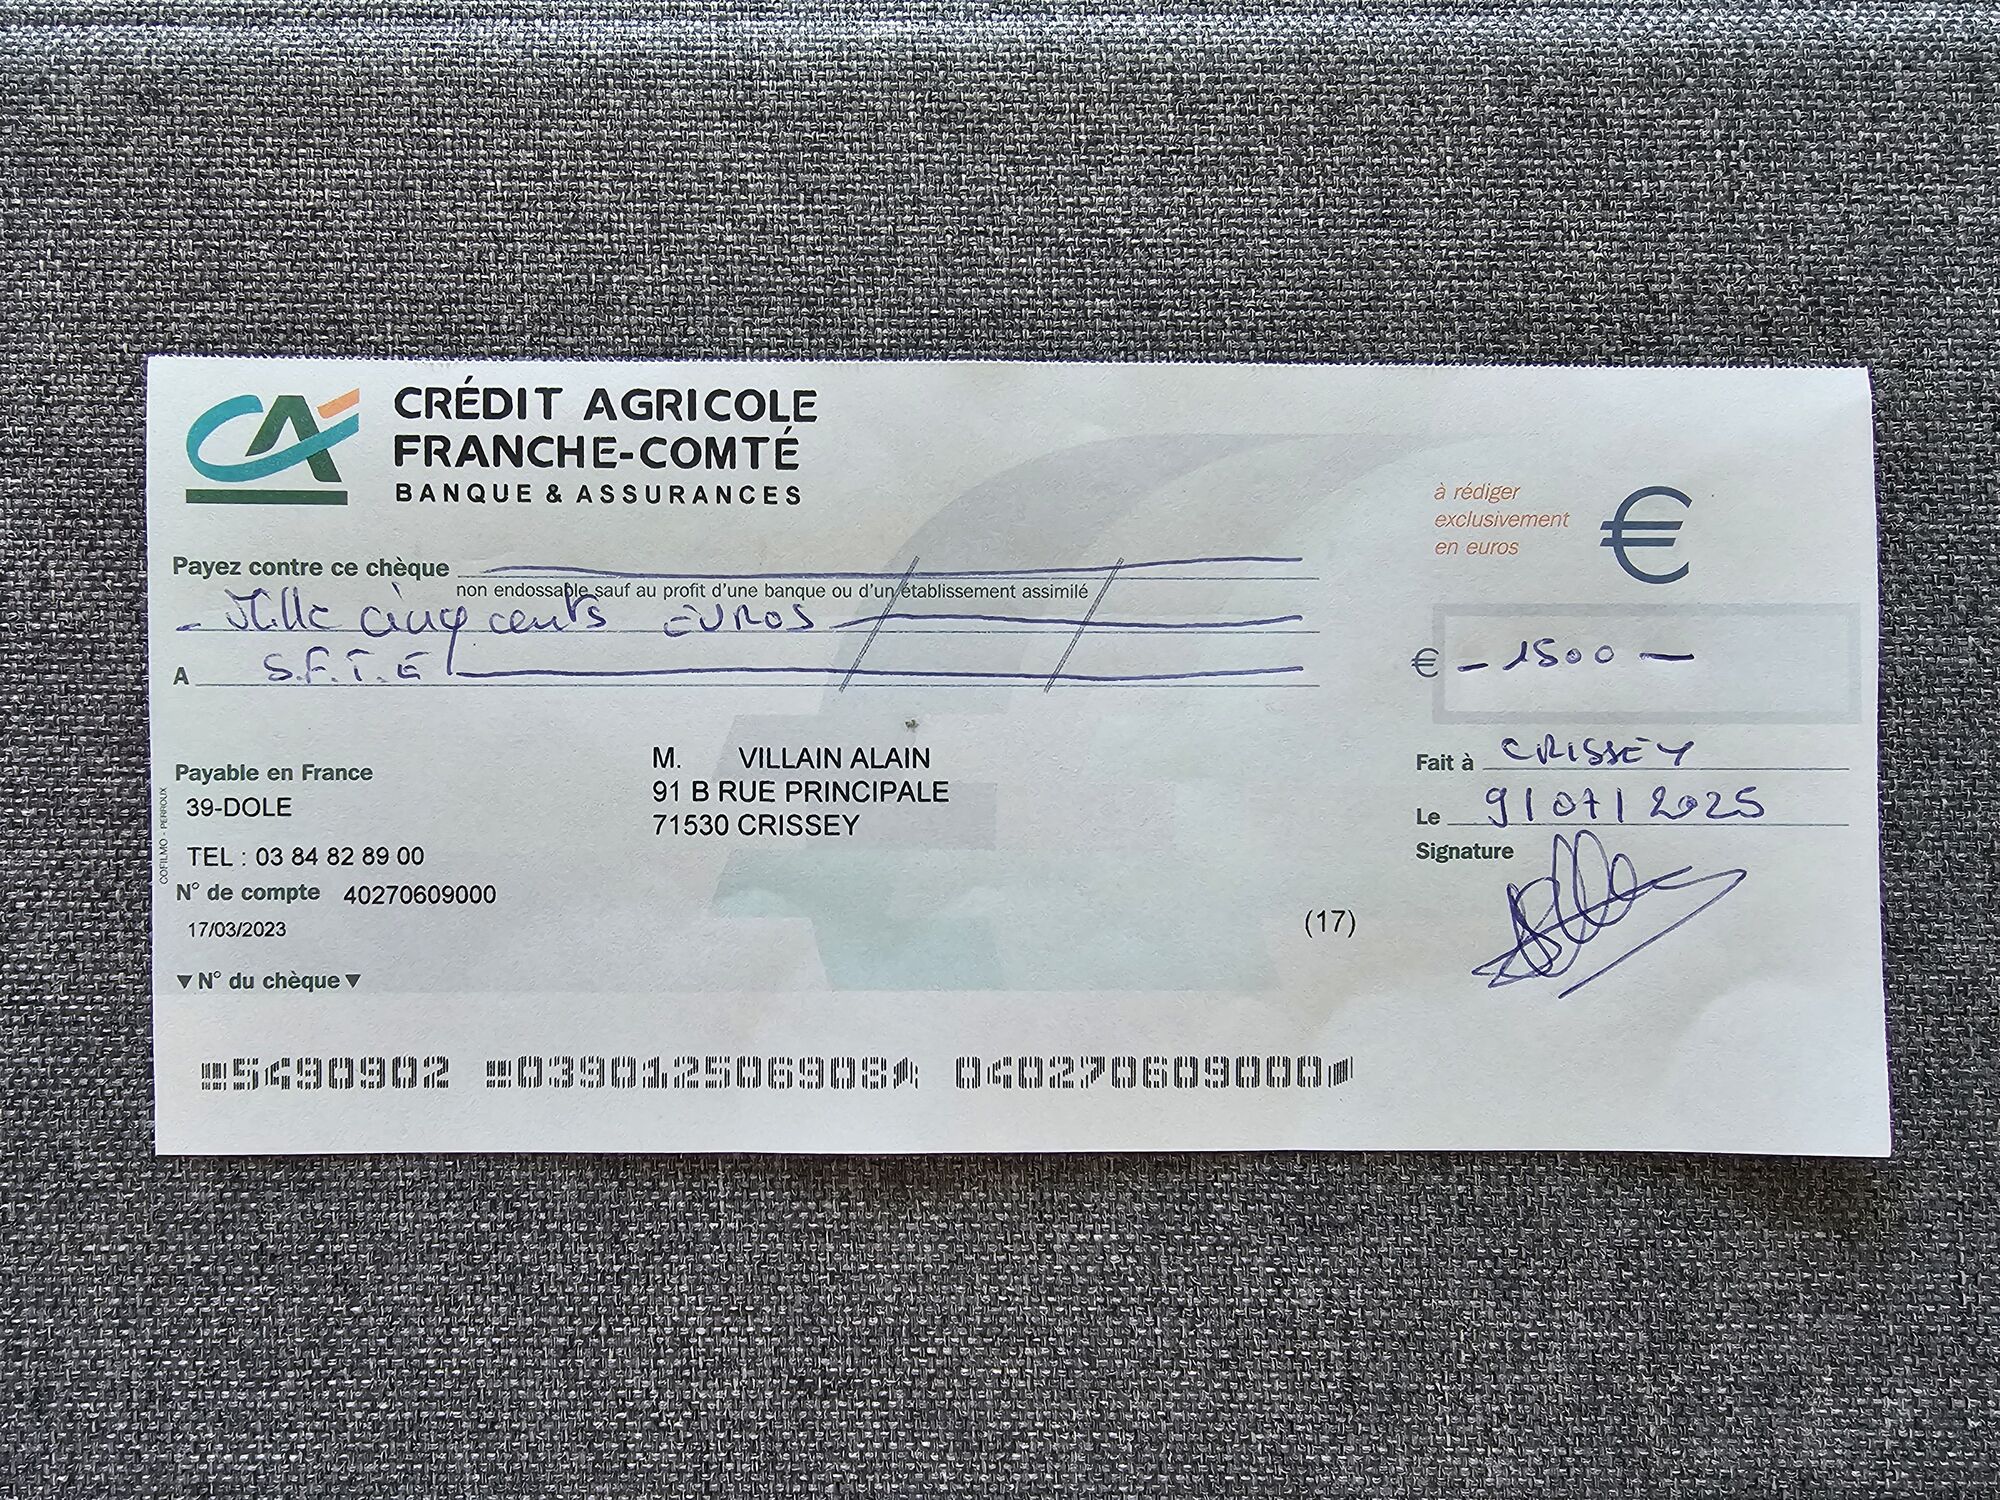 CA
CRÉDIT AGRICOLE
FRANCHE-COMTÉ
BANQUE & ASSURANCES
à rédiger
exclusivement
en euros
€
Payez contre ce chèque
non endossable sauf au profit d'une banque ou d'un établissement assimilé
Mille cinq cents EUROS
€ - 1500 -
A S.F.T.E
Payable en France
39-DOLE
TEL : 03 84 82 89 00
N° de compte 40270609000
17/03/2023
M. VILLAIN ALAIN
91 B RUE PRINCIPALE
71530 CRISSEY
Fait à CRISSEY
Le 9/07/2025
Signature
(17)
COFILMO - PERROUX
▼ N° du chèque ▼
5490902 039012506908 040270609000